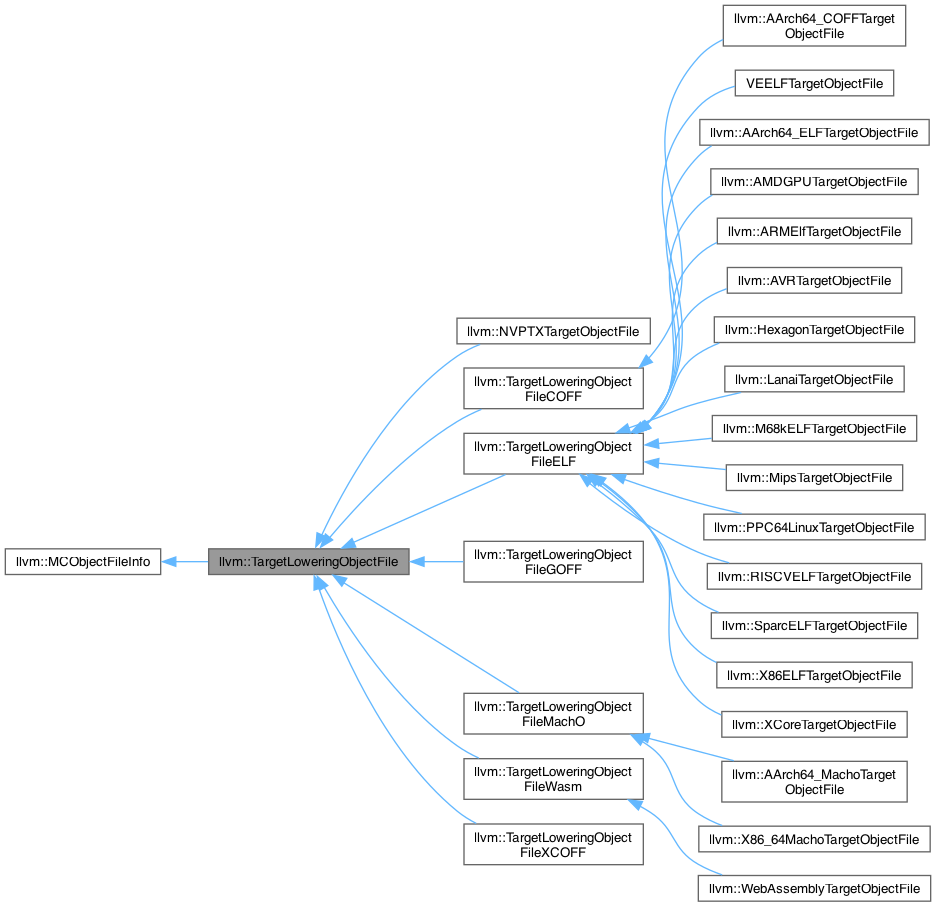 llvm::AArch64_COFFTarget
ObjectFile
VEELFTargetObjectFile
llvm::AArch64_ELFTargetObjectFile
llvm::AMDGPUTargetObjectFile
llvm::ARMElfTargetObjectFile
llvm::AVRTargetObjectFile
llvm::NVPTXTargetObjectFile
llvm::HexagonTargetObjectFile
llvm::TargetLoweringObject
FileCOFF
llvm::LanaiTargetObjectFile
llvm::TargetLoweringObject
FileELF
llvm::M68kELFTargetObjectFile
llvm::MipsTargetObjectFile
llvm::PPC64LinuxTargetObjectFile
llvm::MCObjectFileInfo
llvm::TargetLoweringObjectFile
llvm::TargetLoweringObject
FileGOFF
llvm::RISCVELFTargetObjectFile
llvm::SparcELFTargetObjectFile
llvm::X86ELFTargetObjectFile
llvm::TargetLoweringObject
FileMachO
llvm::XCoreTargetObjectFile
llvm::TargetLoweringObject
FileWasm
llvm::AArch64_MachoTarget
ObjectFile
llvm::TargetLoweringObject
FileXCOFF
llvm::X86_64MachoTargetObjectFile
llvm::WebAssemblyTargetObjectFile